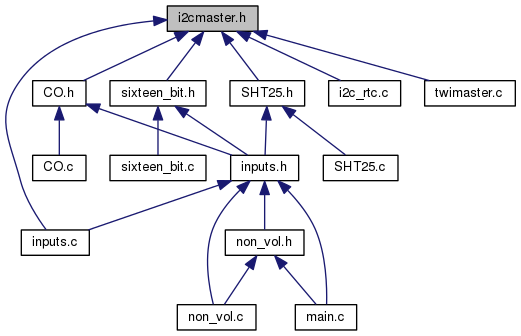 i2cmaster.h
CO.h
sixteen_bit.h
SHT25.h
i2c_rtc.c
twimaster.c
CO.c
sixteen_bit.c
inputs.h
SHT25.c
inputs.c
non_vol.h
non_vol.c
main.c